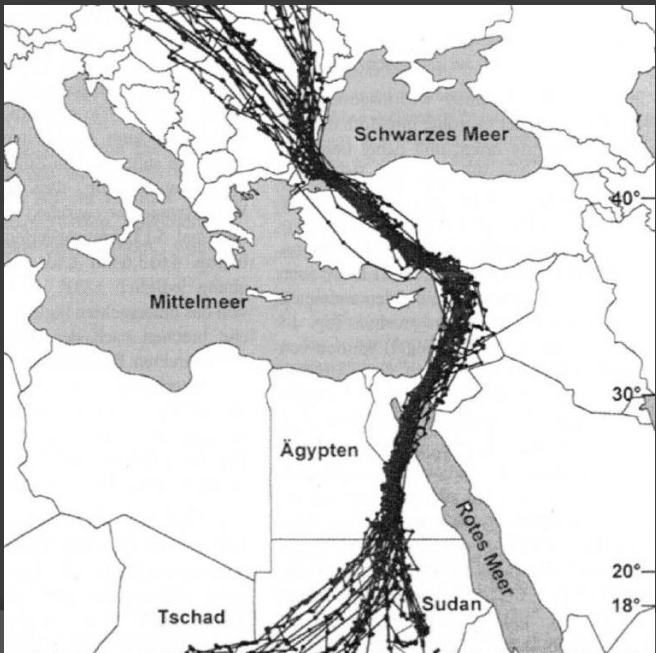 Schwarzes Meer
40°
Mittelmeer
30°
Ägypten
Rotes Meer
20°
Tschad
Sudan
18°